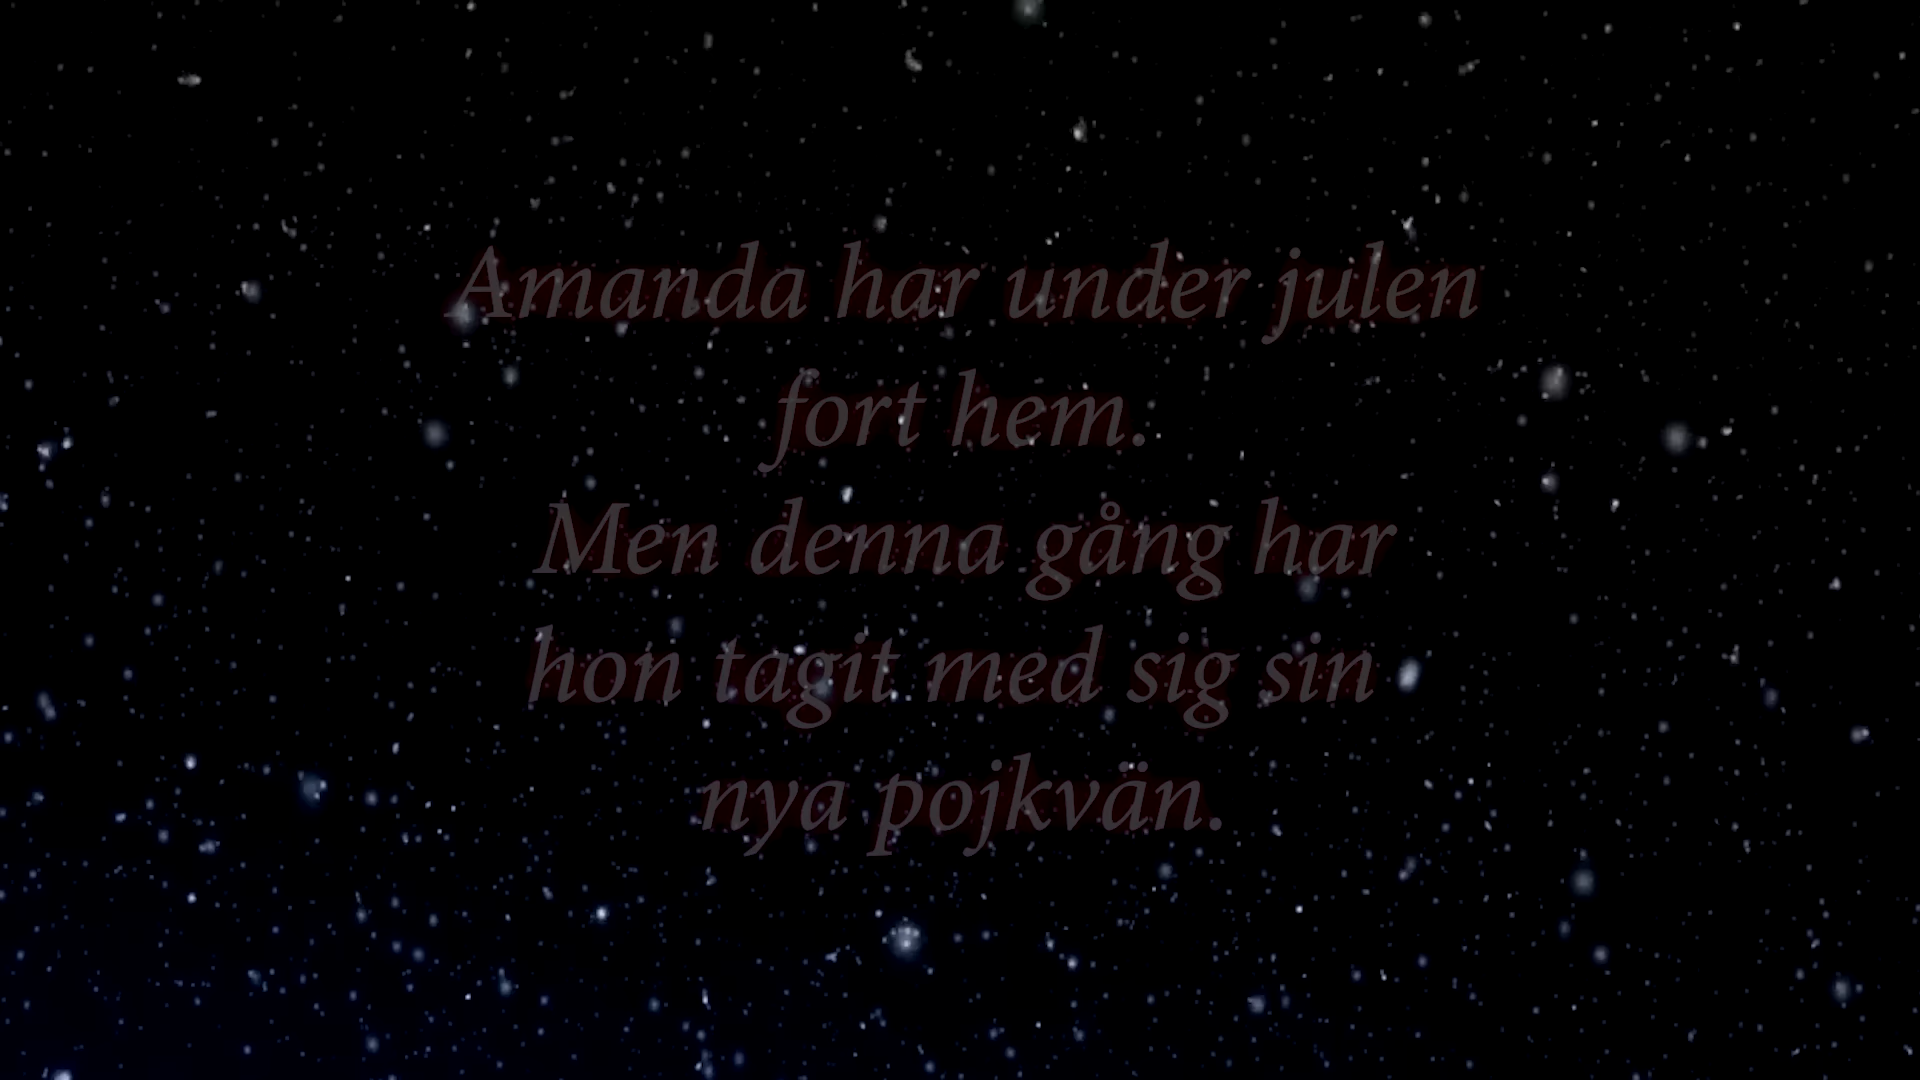 Amanda har under julen
fort hem.
Men denna gång har
hon tagit med sig sin
nya pojkvän.